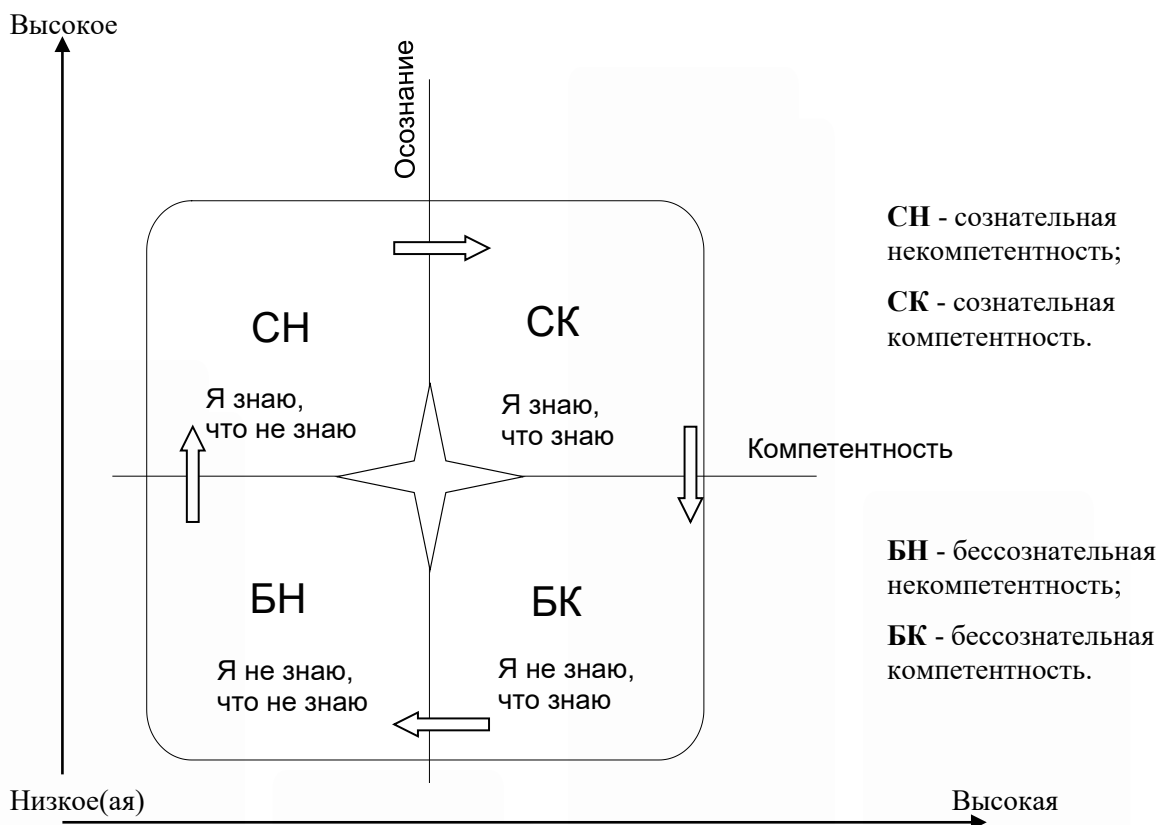 Высокое
Осознание
СН - сознательная
некомпетентность;
СК - сознательная
компетентность.
СН
СК
Я знаю,
что не знаю
Я знаю,
что знаю
Компетентность
БН - бессознательная
некомпетентность;
БК - бессознательная
компетентность.
БН
БК
Я не знаю,
что не знаю
Я не знаю,
что знаю
Низкое(ая)
Высокая